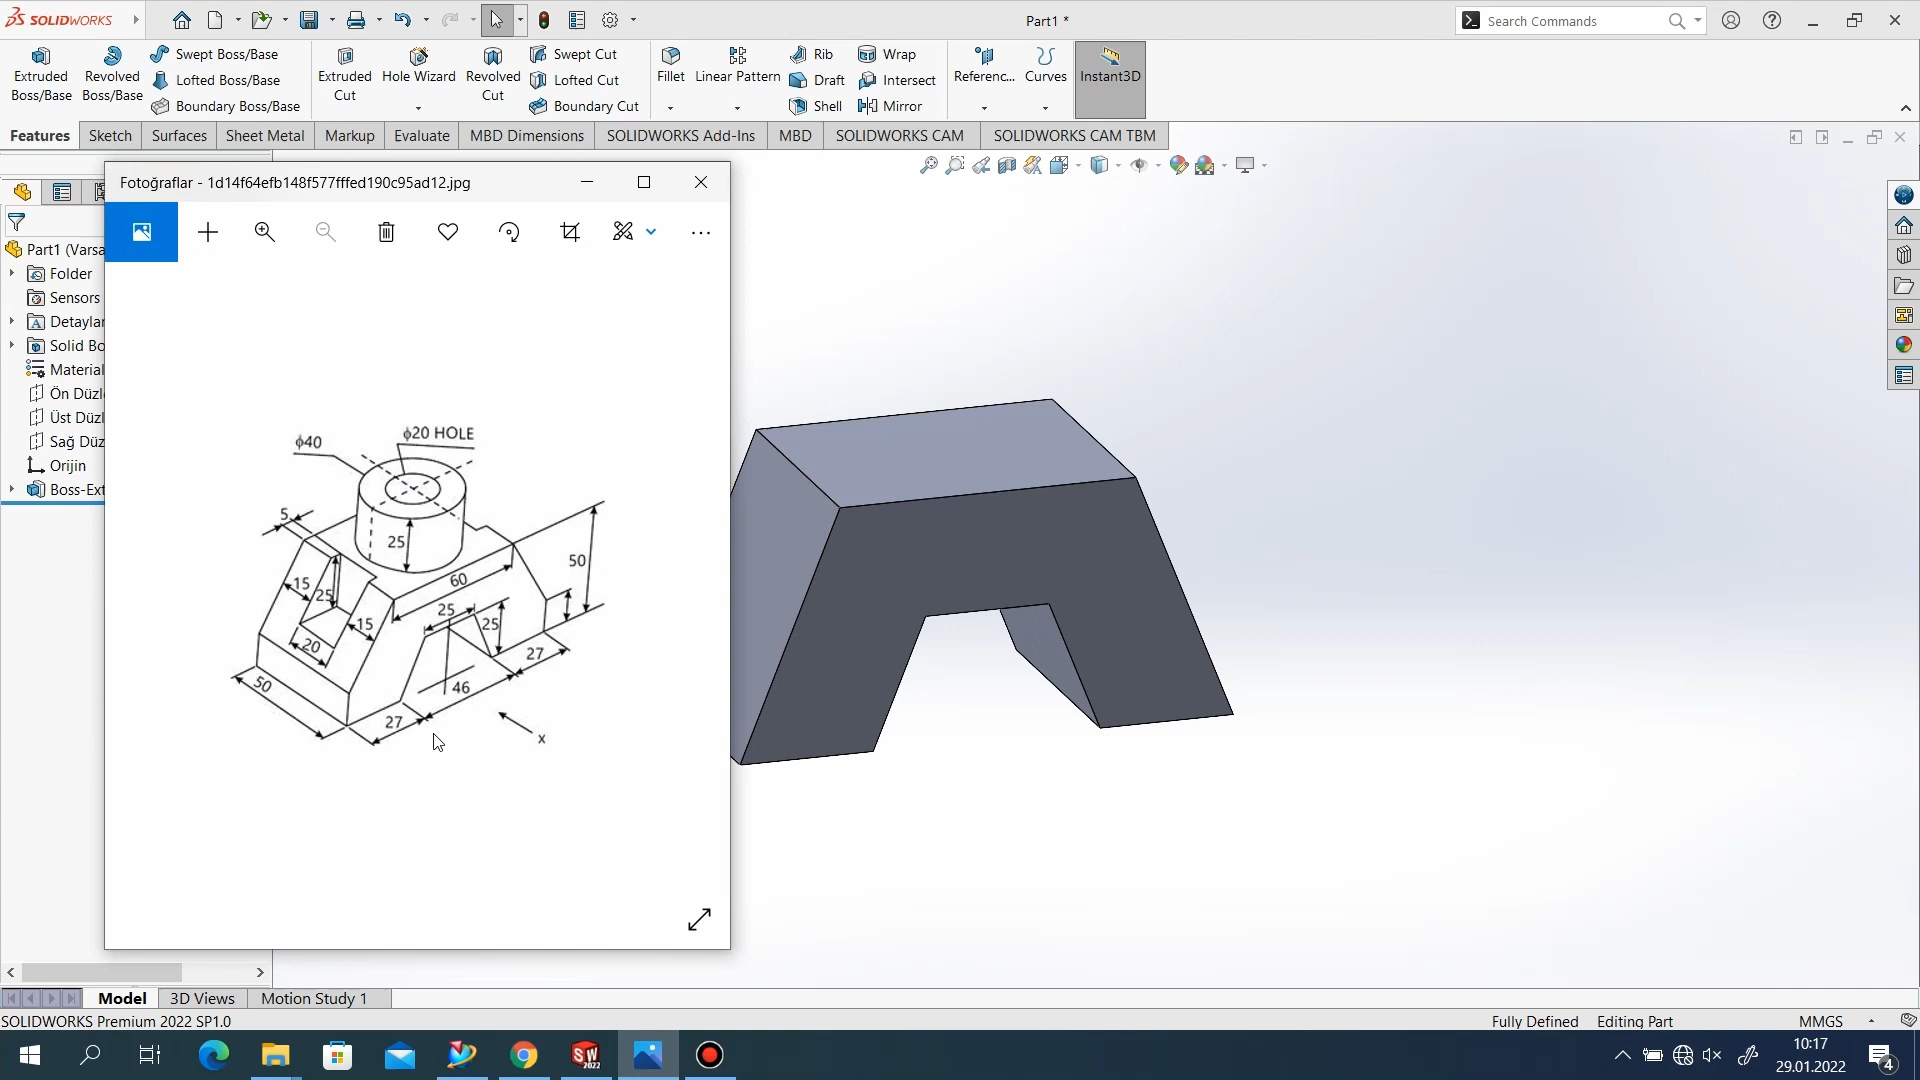 SOLIDWORKS
Part1 *
Search Commands
Extruded Boss/Base
Revolved Boss/Base
Swept Boss/Base
Lofted Boss/Base
Boundary Boss/Base
Extruded Cut
Hole Wizard
Revolved Cut
Swept Cut
Lofted Cut
Boundary Cut
Fillet
Linear Pattern
Rib
Draft
Shell
Wrap
Intersect
Mirror
Referenc...
Curves
Instant3D
Features
Sketch
Surfaces
Sheet Metal
Markup
Evaluate
MBD Dimensions
SOLIDWORKS Add-Ins
MBD
SOLIDWORKS CAM
SOLIDWORKS CAM TBM
Fotoğraflar - 1d14f64efb148f577fffed190c95ad12.jpg
Part1 (Varsa
Folder
Sensors
Detaylar
Solid Bo
Material
Ön Düzl
Üst Düzl
Sağ Düz
Orijin
Boss-Ext
ϕ40
ϕ20 HOLE
5
25
50
60
15
25
25
25
15
20
27
50
46
27
x
Model
3D Views
Motion Study 1
SOLIDWORKS Premium 2022 SP1.0
Fully Defined
Editing Part
MMGS
SW
2022
10:17
29.01.2022
4